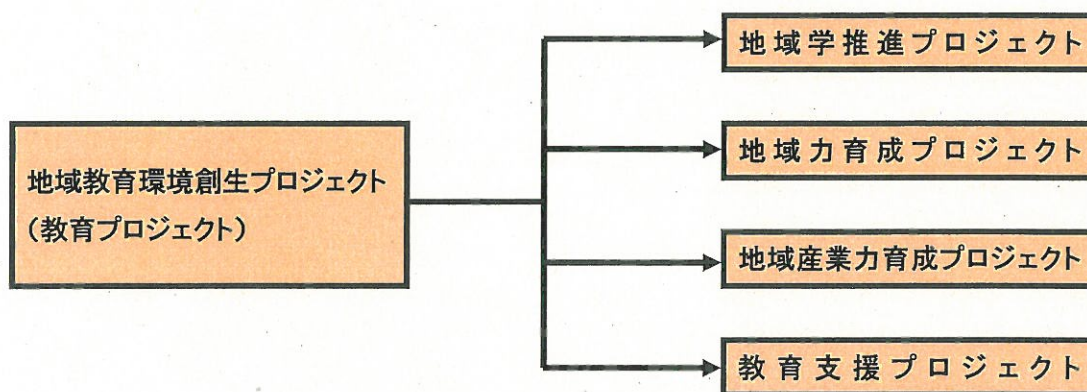 地域教育環境創生プロジェクト
（教育プロジェクト）
地域学推進プロジェクト
地域力育成プロジェクト
地域産業力育成プロジェクト
教育支援プロジェクト